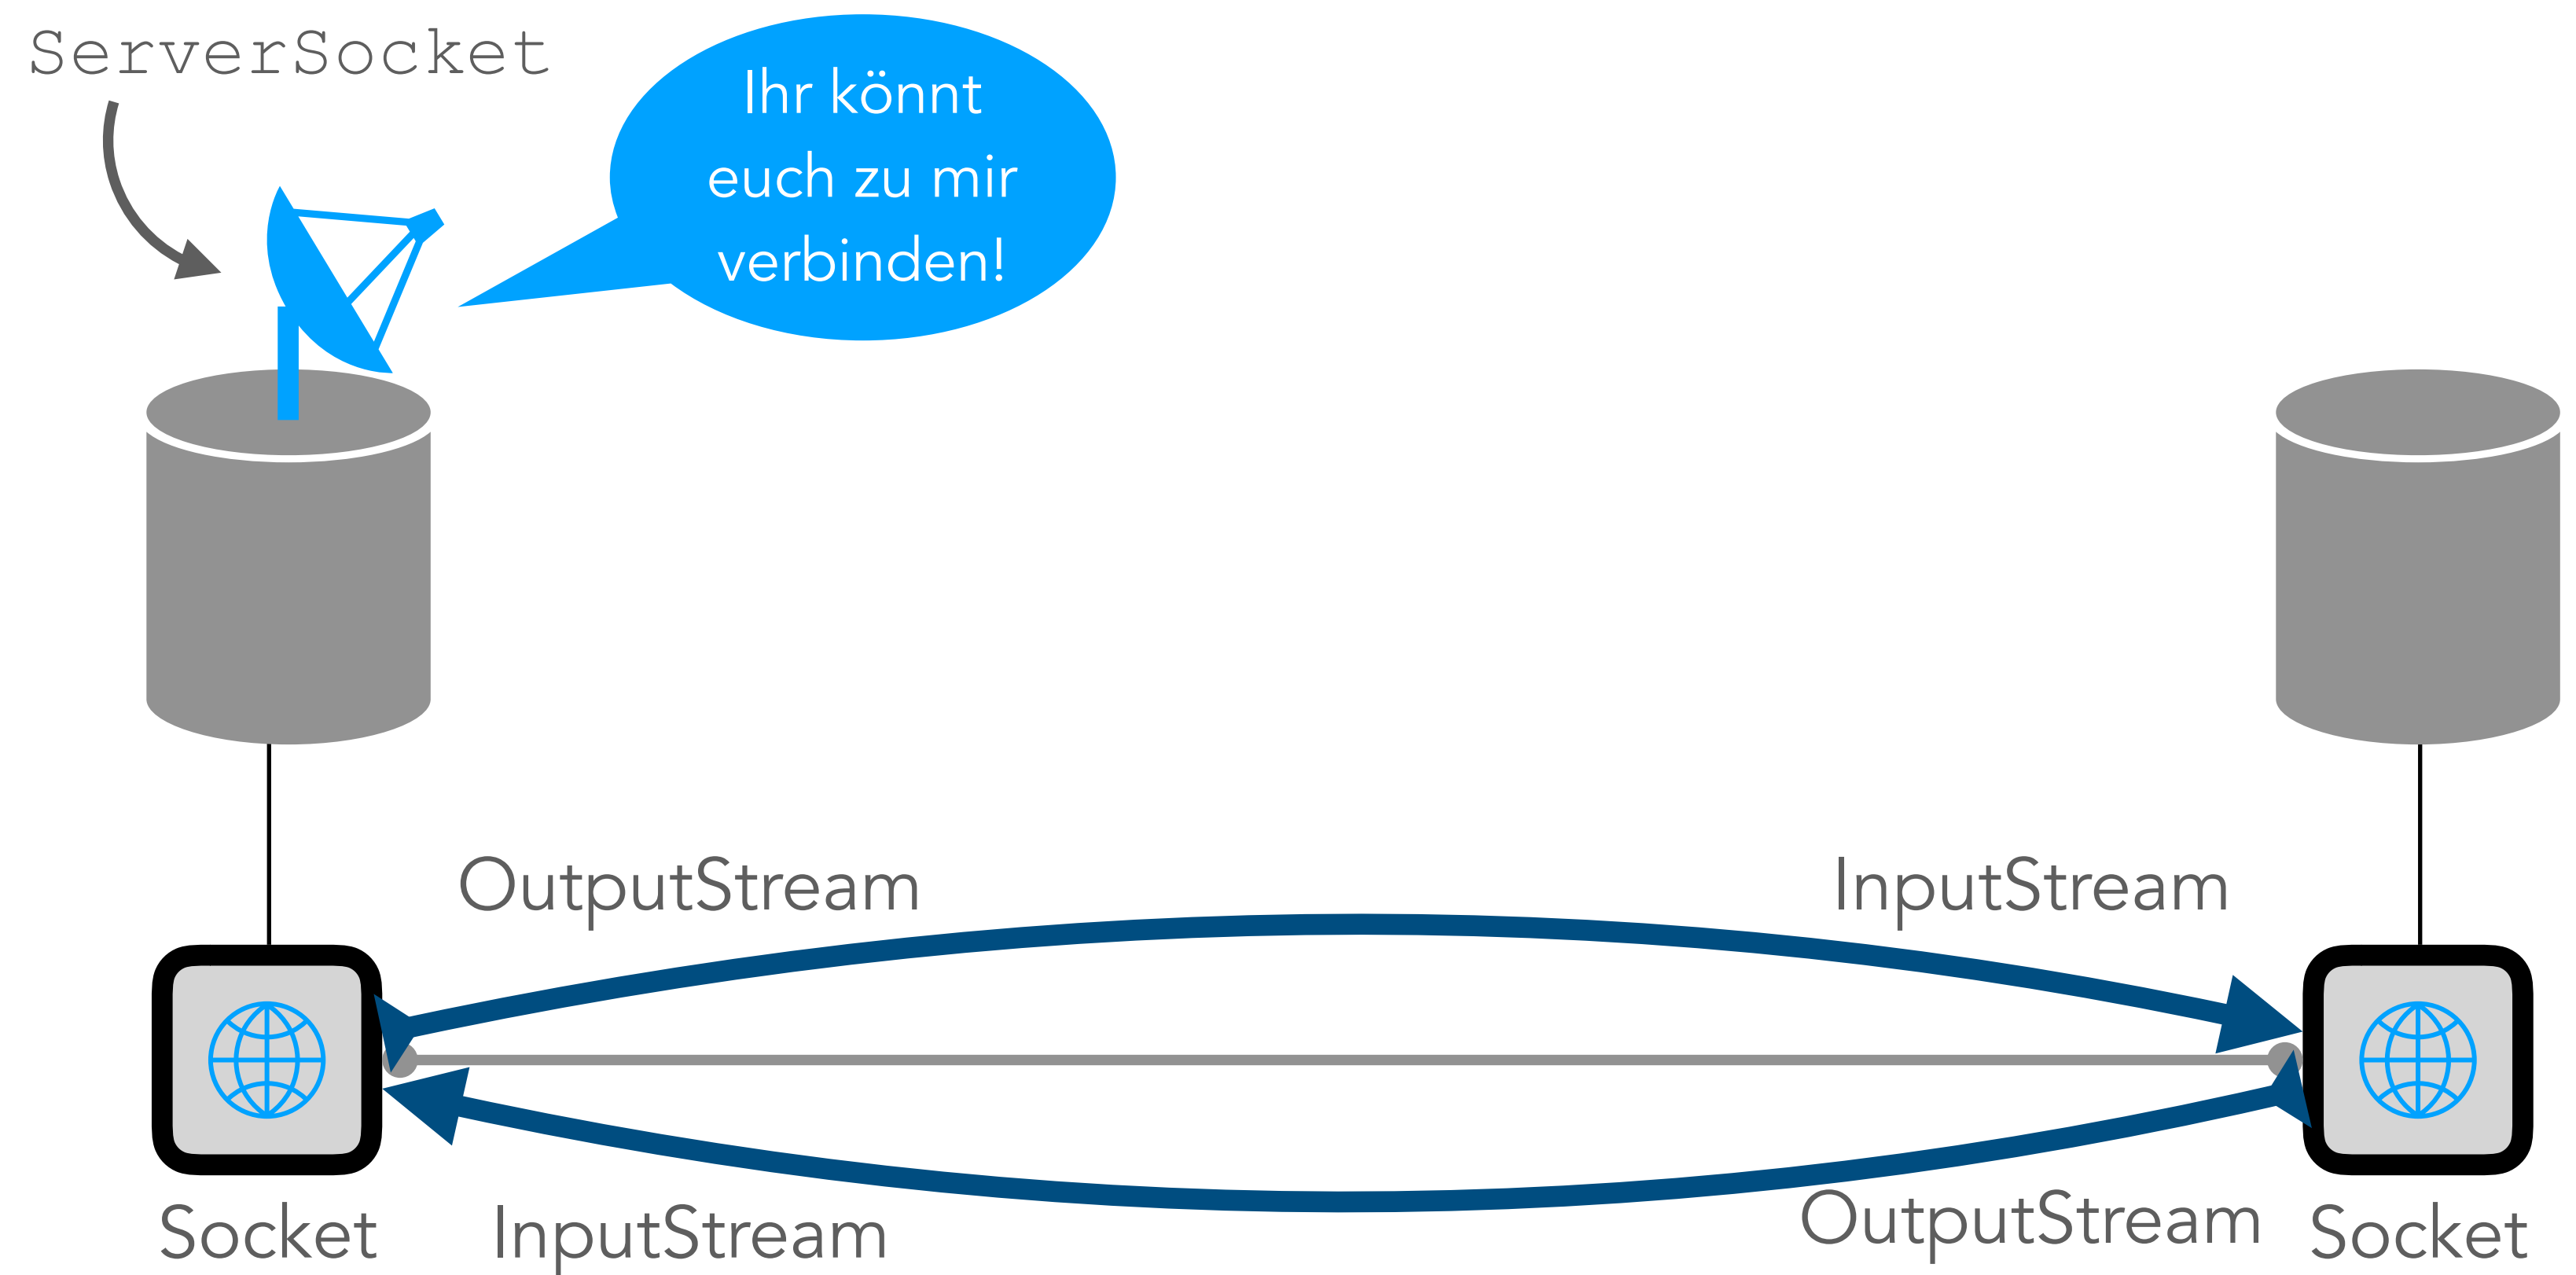 ServerSocket
Ihr könnt
euch zu mir
verbinden!
OutputStream
InputStream
Socket
InputStream
OutputStream
Socket